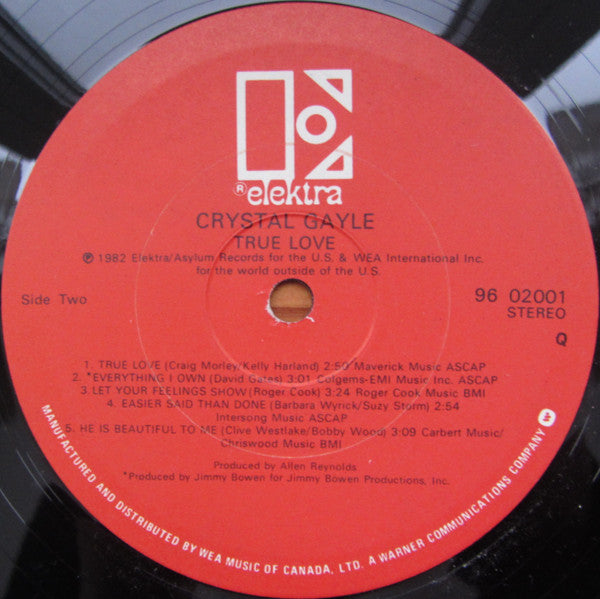 ® elektra
CRYSTAL GAYLE
TRUE LOVE
℗ 1982 Elektra/Asylum Records for the U.S. & WEA International Inc.
for the world outside of the U.S.
Side Two
96 02001
STEREO
Q
1. TRUE LOVE (Craig Morley/Kelly Harland) 2:50 Maverick Music ASCAP
2. *EVERYTHING I OWN (David Gates) 3:01 Colgems-EMI Music Inc. ASCAP
3. LET YOUR FEELINGS SHOW (Roger Cook) 3:24 Roger Cook Music BMI
4. EASIER SAID THAN DONE (Barbara Wyrick/Suzy Storm) 2:54
Intersong Music ASCAP
5. HE IS BEAUTIFUL TO ME (Clive Westlake/Bobby Wood) 3:09 Carbert Music/
Chriswood Music BMI
Produced by Allen Reynolds
*Produced by Jimmy Bowen for Jimmy Bowen Productions, Inc.
MANUFACTURED AND DISTRIBUTED BY WEA MUSIC OF CANADA, LTD. A WARNER COMMUNICATIONS COMPANY